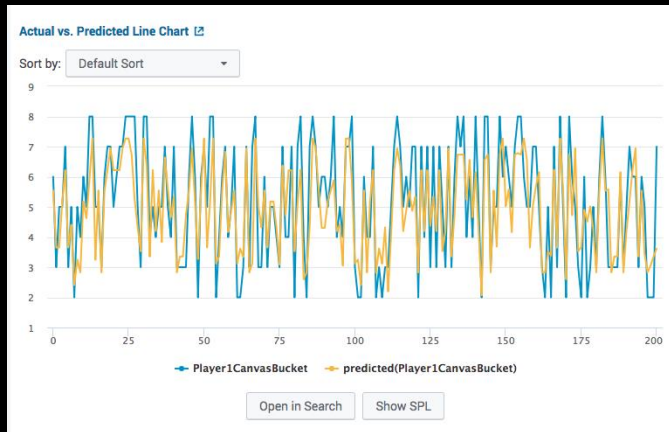 Actual vs. Predicted Line Chart
Sort by: Default Sort
9
8
7
6
5
4
3
2
1
0 25 50 75 100 125 150 175 200
Player1CanvasBucket predicted(Player1CanvasBucket)
Open in Search Show SPL